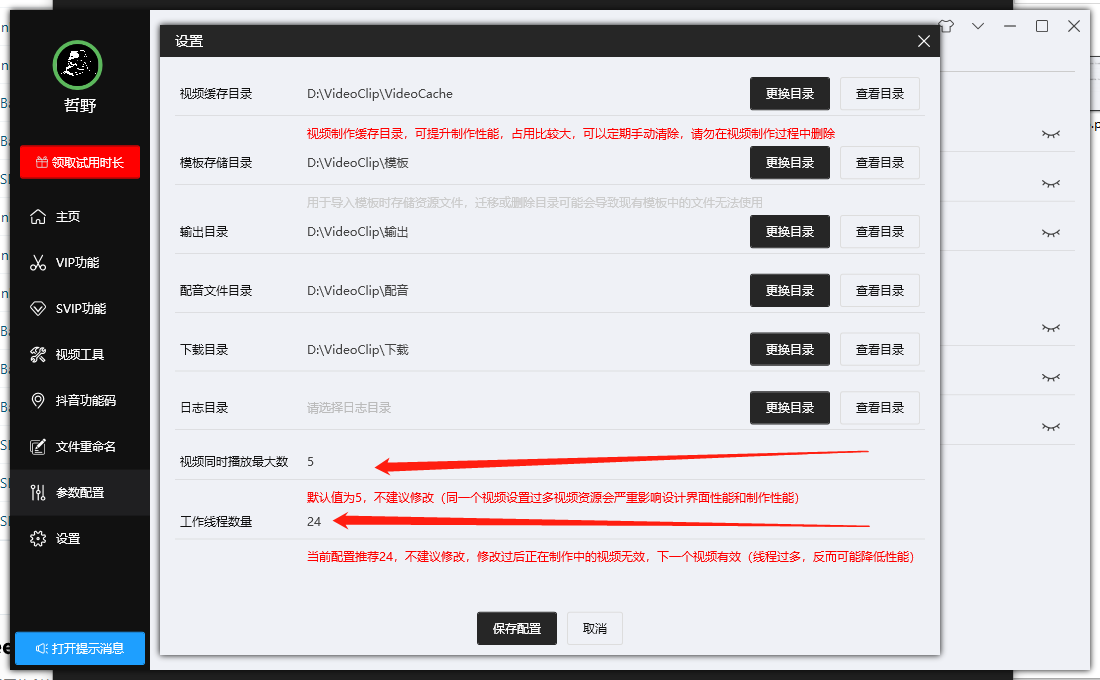 设置
哲野
领取试用时长
主页
VIP功能
SVIP功能
视频工具
抖音功能码
文件重命名
参数配置
设置
打开提示消息
视频缓存目录 D:\VideoClip\VideoCache 更换目录 查看目录
视频制作缓存目录，可提升制作性能，占用比较大，可以定期手动清除，请勿在视频制作过程中删除
模板存储目录 D:\VideoClip\模板 更换目录 查看目录
用于导入模板时存储资源文件，迁移或删除目录可能会导致现有模板中的文件无法使用
输出目录 D:\VideoClip\输出 更换目录 查看目录
配音文件目录 D:\VideoClip\配音 更换目录 查看目录
下载目录 D:\VideoClip\下载 更换目录 查看目录
日志目录 请选择日志目录 更换目录 查看目录
视频同时播放最大数 5
默认值为5，不建议修改（同一个视频设置过多视频资源会严重影响设计界面性能和制作性能）
工作线程数量 24
当前配置推荐24，不建议修改，修改过后正在制作中的视频无效，下一个视频有效（线程过多，反而可能降低性能）
保存配置 取消